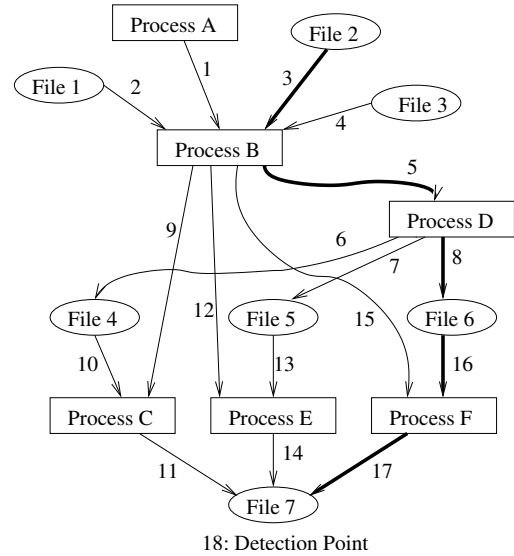 Process A
File 2
1
3
File 1
2
File 3
4
Process B
5
9
Process D
6
7
8
File 4
12
File 5
15
File 6
10
13
16
Process C
Process E
Process F
11
14
17
File 7
18: Detection Point